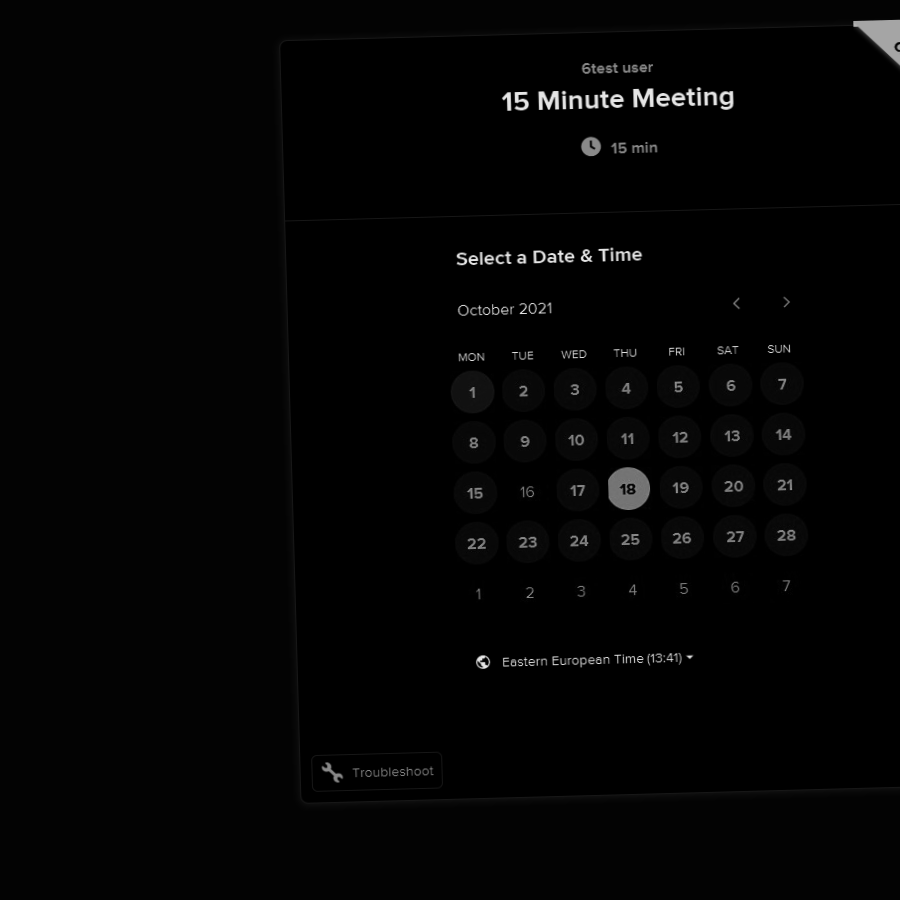 6test user
15 Minute Meeting
15 min
Select a Date & Time
October 2021
MON TUE WED THU FRI SAT SUN
1 2 3 4 5 6 7
8 9 10 11 12 13 14
15 16 17 18 19 20 21
22 23 24 25 26 27 28
1 2 3 4 5 6 7
Eastern European Time (13:41)
Troubleshoot